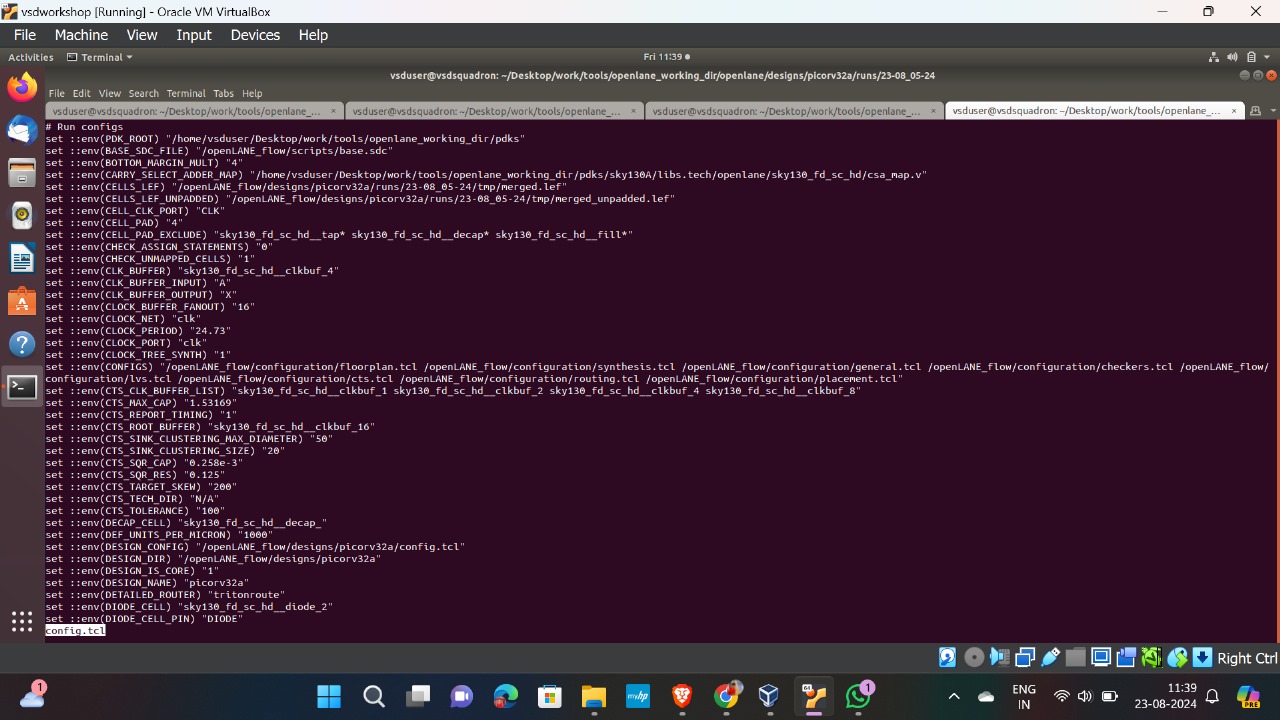 vsdworkshop [Running] - Oracle VM VirtualBox
File Machine View Input Devices Help
Activities Terminal Fri 11:39
vsduser@vsdsquadron: ~/Desktop/work/tools/openlane_working_dir/openlane/designs/picorv32a/runs/23-08_05-24
File Edit View Search Terminal Tabs Help
vsduser@vsdsquadron: ~/Desktop/work/tools/openlane_... vsduser@vsdsquadron: ~/Desktop/work/tools/openlane_... vsduser@vsdsquadron: ~/Desktop/work/tools/openlane_... vsduser@vsdsquadron: ~/Desktop/work/tools/openlane_...
# Run configs
set ::env(PDK_ROOT) "/home/vsduser/Desktop/work/tools/openlane_working_dir/pdks"
set ::env(BASE_SDC_FILE) "/openLANE_flow/scripts/base.sdc"
set ::env(BOTTOM_MARGIN_MULT) "4"
set ::env(CARRY_SELECT_ADDER_MAP) "/home/vsduser/Desktop/work/tools/openlane_working_dir/pdks/sky130A/libs.tech/openlane/sky130_fd_sc_hd/csa_map.v"
set ::env(CELLS_LEF) "/openLANE_flow/designs/picorv32a/runs/23-08_05-24/tmp/merged.lef"
set ::env(CELLS_LEF_UNPADDED) "/openLANE_flow/designs/picorv32a/runs/23-08_05-24/tmp/merged_unpadded.lef"
set ::env(CELL_CLK_PORT) "CLK"
set ::env(CELL_PAD) "4"
set ::env(CELL_PAD_EXCLUDE) "sky130_fd_sc_hd__tap* sky130_fd_sc_hd__decap* sky130_fd_sc_hd__fill*"
set ::env(CHECK_ASSIGN_STATEMENTS) "0"
set ::env(CHECK_UNMAPPED_CELLS) "1"
set ::env(CLK_BUFFER) "sky130_fd_sc_hd__clkbuf_4"
set ::env(CLK_BUFFER_INPUT) "A"
set ::env(CLK_BUFFER_OUTPUT) "X"
set ::env(CLOCK_BUFFER_FANOUT) "16"
set ::env(CLOCK_NET) "clk"
set ::env(CLOCK_PERIOD) "24.73"
set ::env(CLOCK_PORT) "clk"
set ::env(CLOCK_TREE_SYNTH) "1"
set ::env(CONFIGS) "/openLANE_flow/configuration/floorplan.tcl /openLANE_flow/configuration/synthesis.tcl /openLANE_flow/configuration/general.tcl /openLANE_flow/configuration/checkers.tcl /openLANE_flow/
configuration/lvs.tcl /openLANE_flow/configuration/cts.tcl /openLANE_flow/configuration/routing.tcl /openLANE_flow/configuration/placement.tcl"
set ::env(CTS_CLK_BUFFER_LIST) "sky130_fd_sc_hd__clkbuf_1 sky130_fd_sc_hd__clkbuf_2 sky130_fd_sc_hd__clkbuf_4 sky130_fd_sc_hd__clkbuf_8"
set ::env(CTS_MAX_CAP) "1.53169"
set ::env(CTS_REPORT_TIMING) "1"
set ::env(CTS_ROOT_BUFFER) "sky130_fd_sc_hd__clkbuf_16"
set ::env(CTS_SINK_CLUSTERING_MAX_DIAMETER) "50"
set ::env(CTS_SINK_CLUSTERING_SIZE) "20"
set ::env(CTS_SQR_CAP) "0.258e-3"
set ::env(CTS_SQR_RES) "0.125"
set ::env(CTS_TARGET_SKEW) "200"
set ::env(CTS_TECH_DIR) "N/A"
set ::env(CTS_TOLERANCE) "100"
set ::env(DECAP_CELL) "sky130_fd_sc_hd__decap_"
set ::env(DEF_UNITS_PER_MICRON) "1000"
set ::env(DESIGN_CONFIG) "/openLANE_flow/designs/picorv32a/config.tcl"
set ::env(DESIGN_DIR) "/openLANE_flow/designs/picorv32a"
set ::env(DESIGN_IS_CORE) "1"
set ::env(DESIGN_NAME) "picorv32a"
set ::env(DETAILED_ROUTER) "tritonroute"
set ::env(DIODE_CELL) "sky130_fd_sc_hd__diode_2"
set ::env(DIODE_CELL_PIN) "DIODE"
config.tcl
Right Ctrl
1 myhp 64 1 ENG 11:39
IN 23-08-2024 PRE